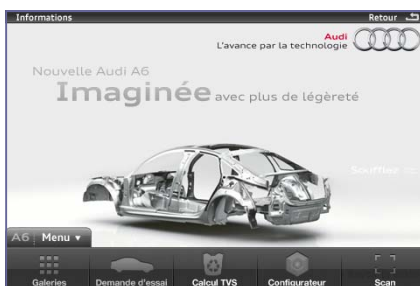 Informations
Retour
Audi
L'avance par la technologie
Nouvelle Audi A6
Imaginée avec plus de légèreté
Souffler
A6 Menu
Galeries
Demande d'essai
Calcul TVS
Configurateur
Scan